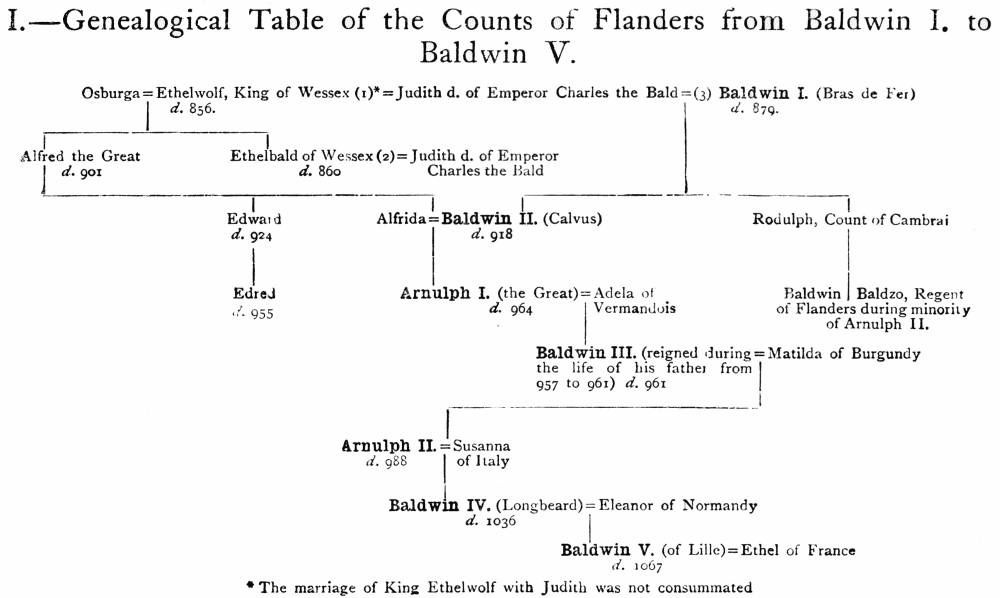 I.—Genealogical Table of the Counts of Flanders from Baldwin I. to
Baldwin V.
Osburga=Ethelwolf, King of Wessex (1)*=Judith d. of Emperor Charles the Bald=(3) Baldwin I. (Bras de Fer)
d. 856. d. 879.
Alfred the Great Ethelbald of Wessex (2)=Judith d. of Emperor
d. 901 d. 860 Charles the Bald
Edward Alfrida=Baldwin II. (Calvus) Rodulph, Count of Cambrai
d. 924 d. 918
Edred Arnulph I. (the Great)=Adela of Baldwin Baldzo, Regent
d. 955 d. 964 Vermandois of Flanders during minority
of Arnulph II.
Baldwin III. (reigned during=Matilda of Burgundy
the life of his father from
957 to 961) d. 961
Arnulph II.=Susanna
d. 988 of Italy
Baldwin IV. (Longbeard)=Eleanor of Normandy
d. 1036
Baldwin V. (of Lille)=Ethel of France
d. 1067
* The marriage of King Ethelwolf with Judith was not consummated